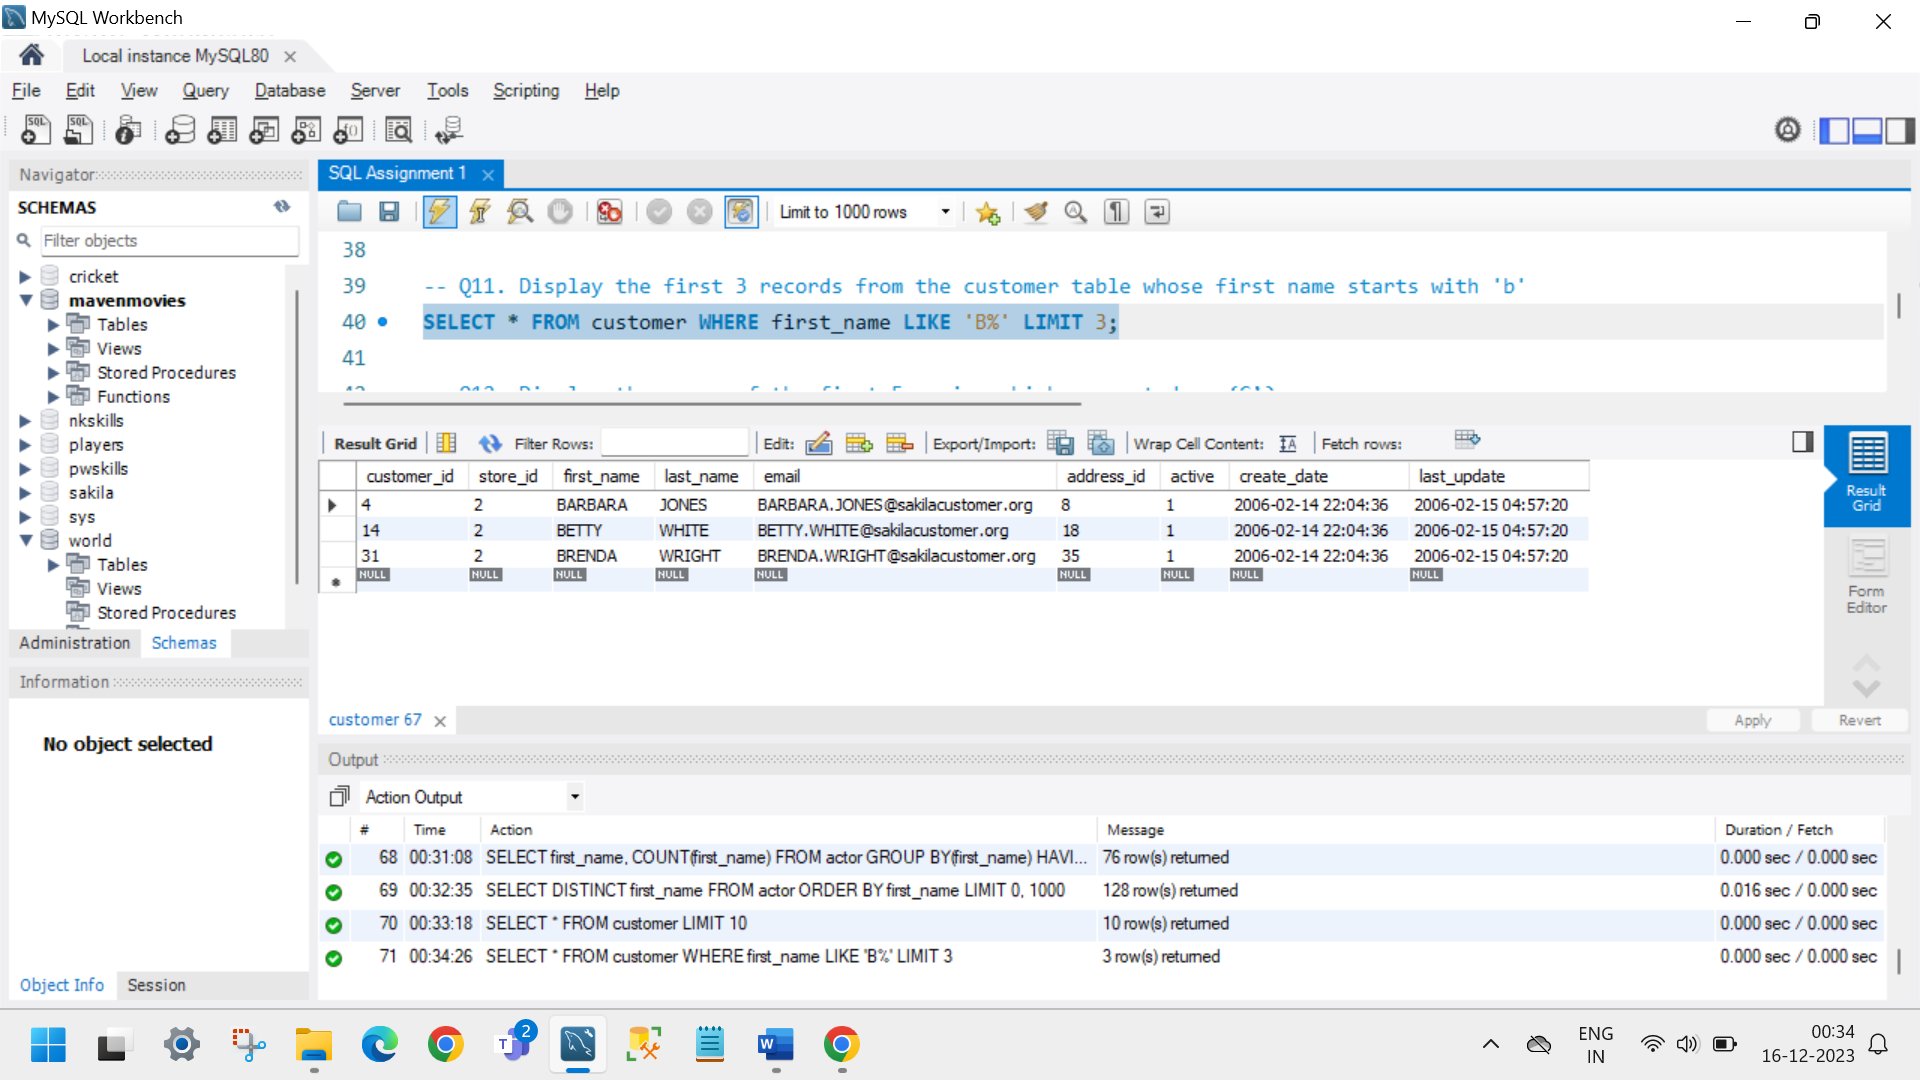 MySQL Workbench
Local instance MySQL80
File Edit View Query Database Server Tools Scripting Help
SQL SQL
Navigator
SCHEMAS
Filter objects
cricket
mavenmovies
Tables
Views
Stored Procedures
Functions
nkskills
players
pwskills
sakila
sys
world
Tables
Views
Stored Procedures
Administration Schemas
Information
No object selected
Object Info Session
SQL Assignment 1
Limit to 1000 rows
38
39 -- Q11. Display the first 3 records from the customer table whose first name starts with 'b'
40 SELECT * FROM customer WHERE first_name LIKE 'B%' LIMIT 3;
41
Result Grid Filter Rows: Edit: Export/Import: Wrap Cell Content: Fetch rows:
customer_id store_id first_name last_name email address_id active create_date last_update
4 2 BARBARA JONES BARBARA.JONES@sakilacustomer.org 8 1 2006-02-14 22:04:36 2006-02-15 04:57:20
14 2 BETTY WHITE BETTY.WHITE@sakilacustomer.org 18 1 2006-02-14 22:04:36 2006-02-15 04:57:20
31 2 BRENDA WRIGHT BRENDA.WRIGHT@sakilacustomer.org 35 1 2006-02-14 22:04:36 2006-02-15 04:57:20
NULL NULL NULL NULL NULL NULL NULL NULL NULL
Result
Grid
Form
Editor
customer 67
Apply Revert
Output
Action Output
# Time Action Message Duration / Fetch
68 00:31:08 SELECT first_name, COUNT(first_name) FROM actor GROUP BY(first_name) HAVI... 76 row(s) returned 0.000 sec / 0.000 sec
69 00:32:35 SELECT DISTINCT first_name FROM actor ORDER BY first_name LIMIT 0, 1000 128 row(s) returned 0.016 sec / 0.000 sec
70 00:33:18 SELECT * FROM customer LIMIT 10 10 row(s) returned 0.000 sec / 0.000 sec
71 00:34:26 SELECT * FROM customer WHERE first_name LIKE 'B%' LIMIT 3 3 row(s) returned 0.000 sec / 0.000 sec
2
ENG
IN
00:34
16-12-2023